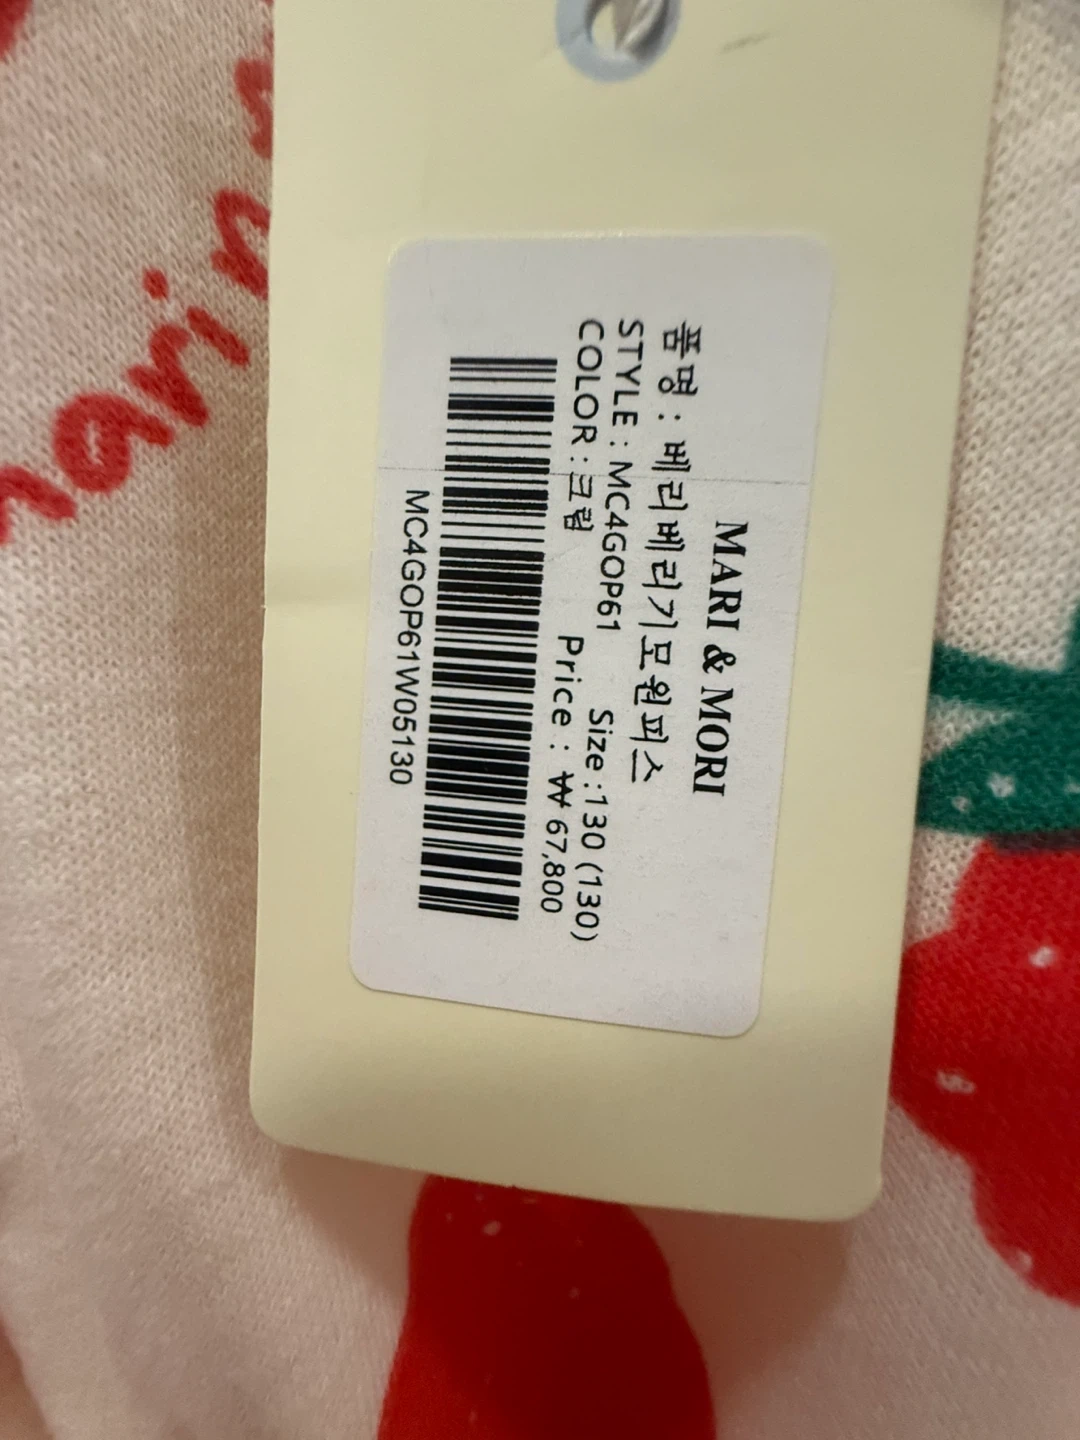 MARI & MORI
품명 : 베리베리기모원피스
STYLE : MC4GOP61
Size :130 (130)
COLOR : 크림
Price : ₩ 67,800
MC4GOP61W05130